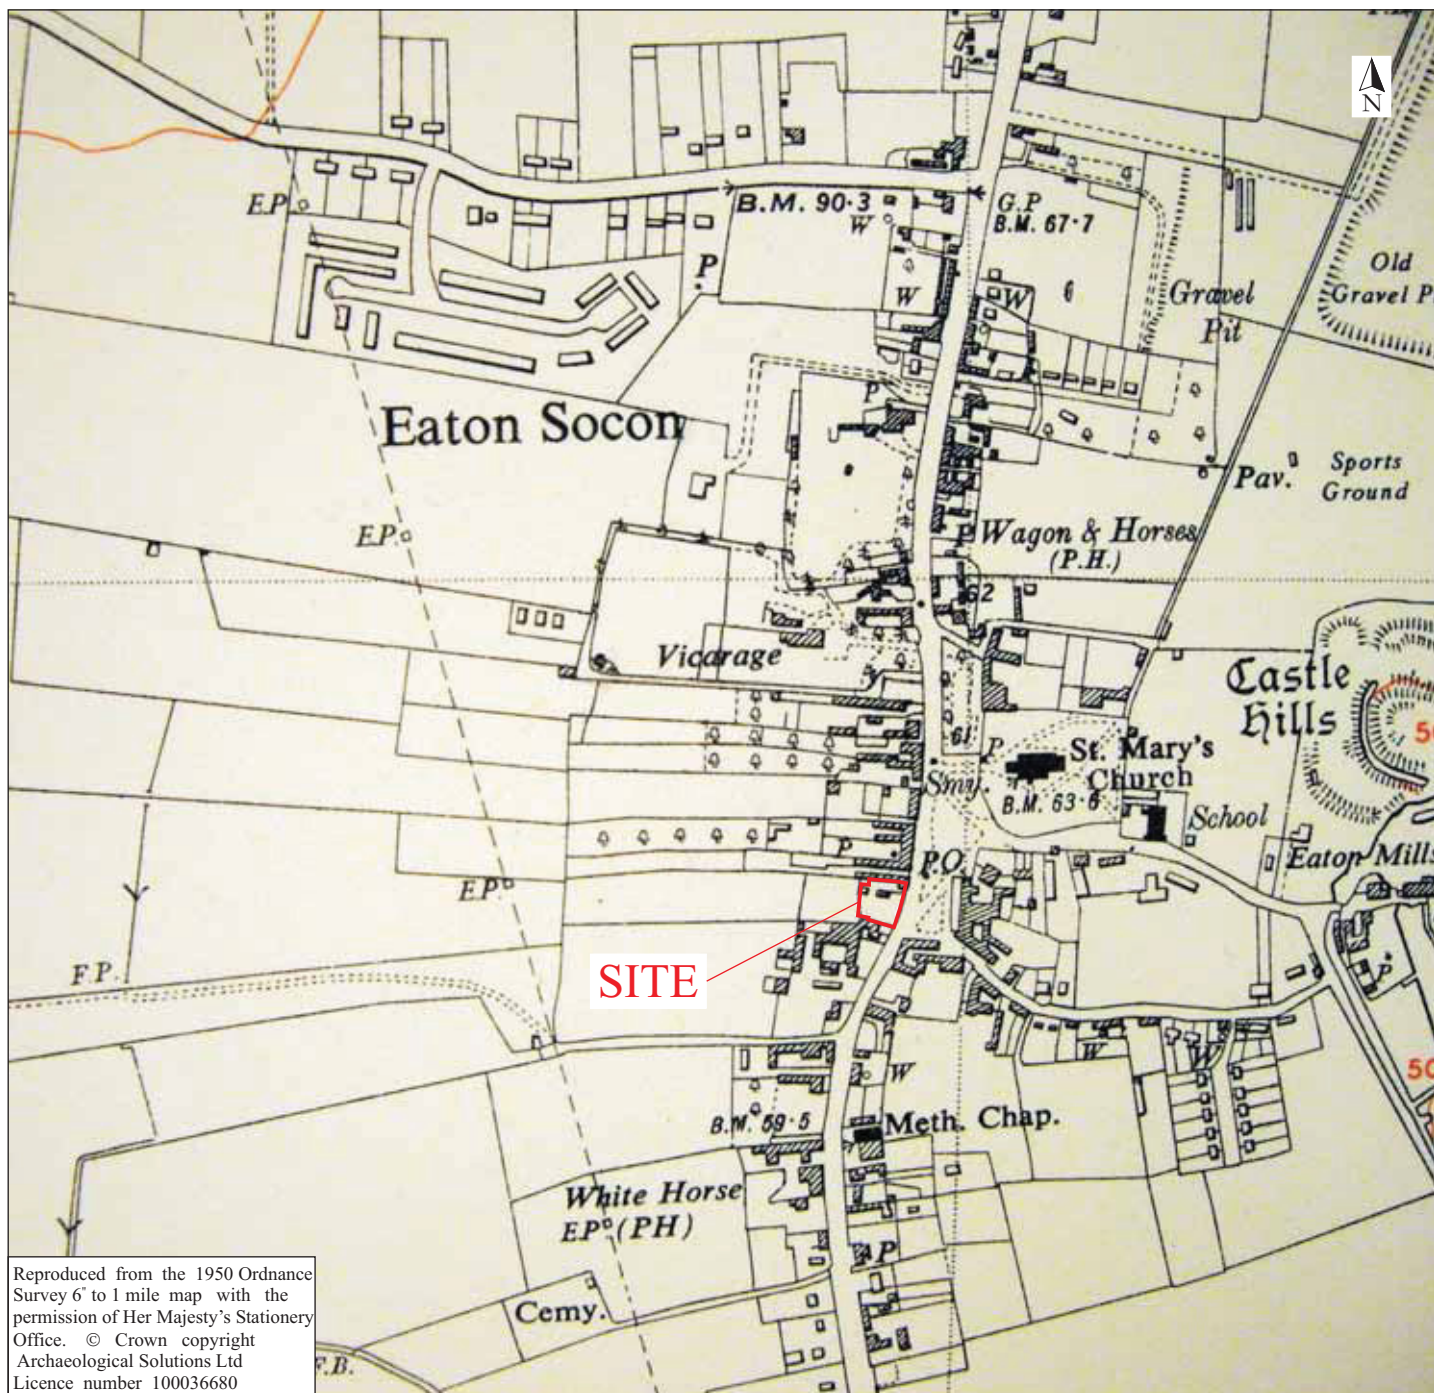 N
E.P.
B.M. 90·3
W
G.P
B.M. 67·7
P
W
W
Gravel
Pit
Old
Gravel P
P
Eaton Socon
Pav.
Sports
Ground
E.P.
P
Wagon & Horses
(P.H.)
62
Vicarage
Castle
Hills
50
61
P
St. Mary's
Church
Smy.
B.M. 63·6
School
P
P.O.
Eaton Mills
E.P.
SITE
F.P.
P
W
W
W
50
B.M. 59·5
Meth. Chap.
White Horse
(PH)
E.P.
P
Cemy.
F.B.
Reproduced from the 1950 Ordnance
Survey 6" to 1 mile map with the
permission of Her Majesty's Stationery
Office. © Crown copyright
Archaeological Solutions Ltd
Licence number 100036680